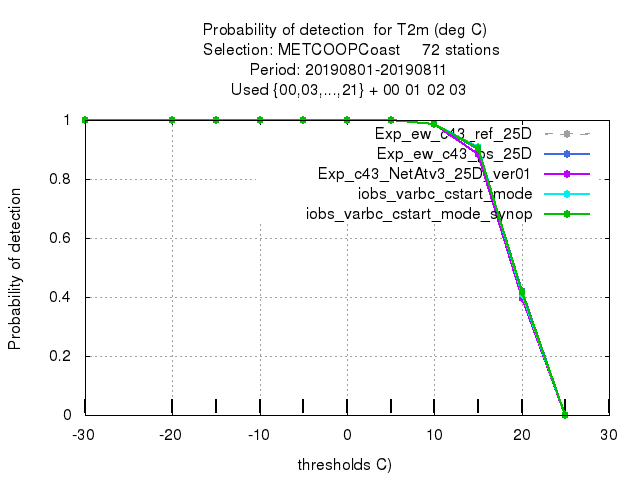 Probability of detection  for T2m (deg C)
Selection: METCOOPCoast     72 stations
Period: 20190801-20190811
Used {00,03,...,21} + 00 01 02 03
Probability of detection
1
0.8
0.6
0.4
0.2
0
Exp_ew_c43_ref_25D
Exp_ew_c43_ps_25D
Exp_c43_NetAtv3_25D_ver01
iobs_varbc_cstart_mode
iobs_varbc_cstart_mode_synop
-30 -20 -10 0 10 20 30
thresholds C)